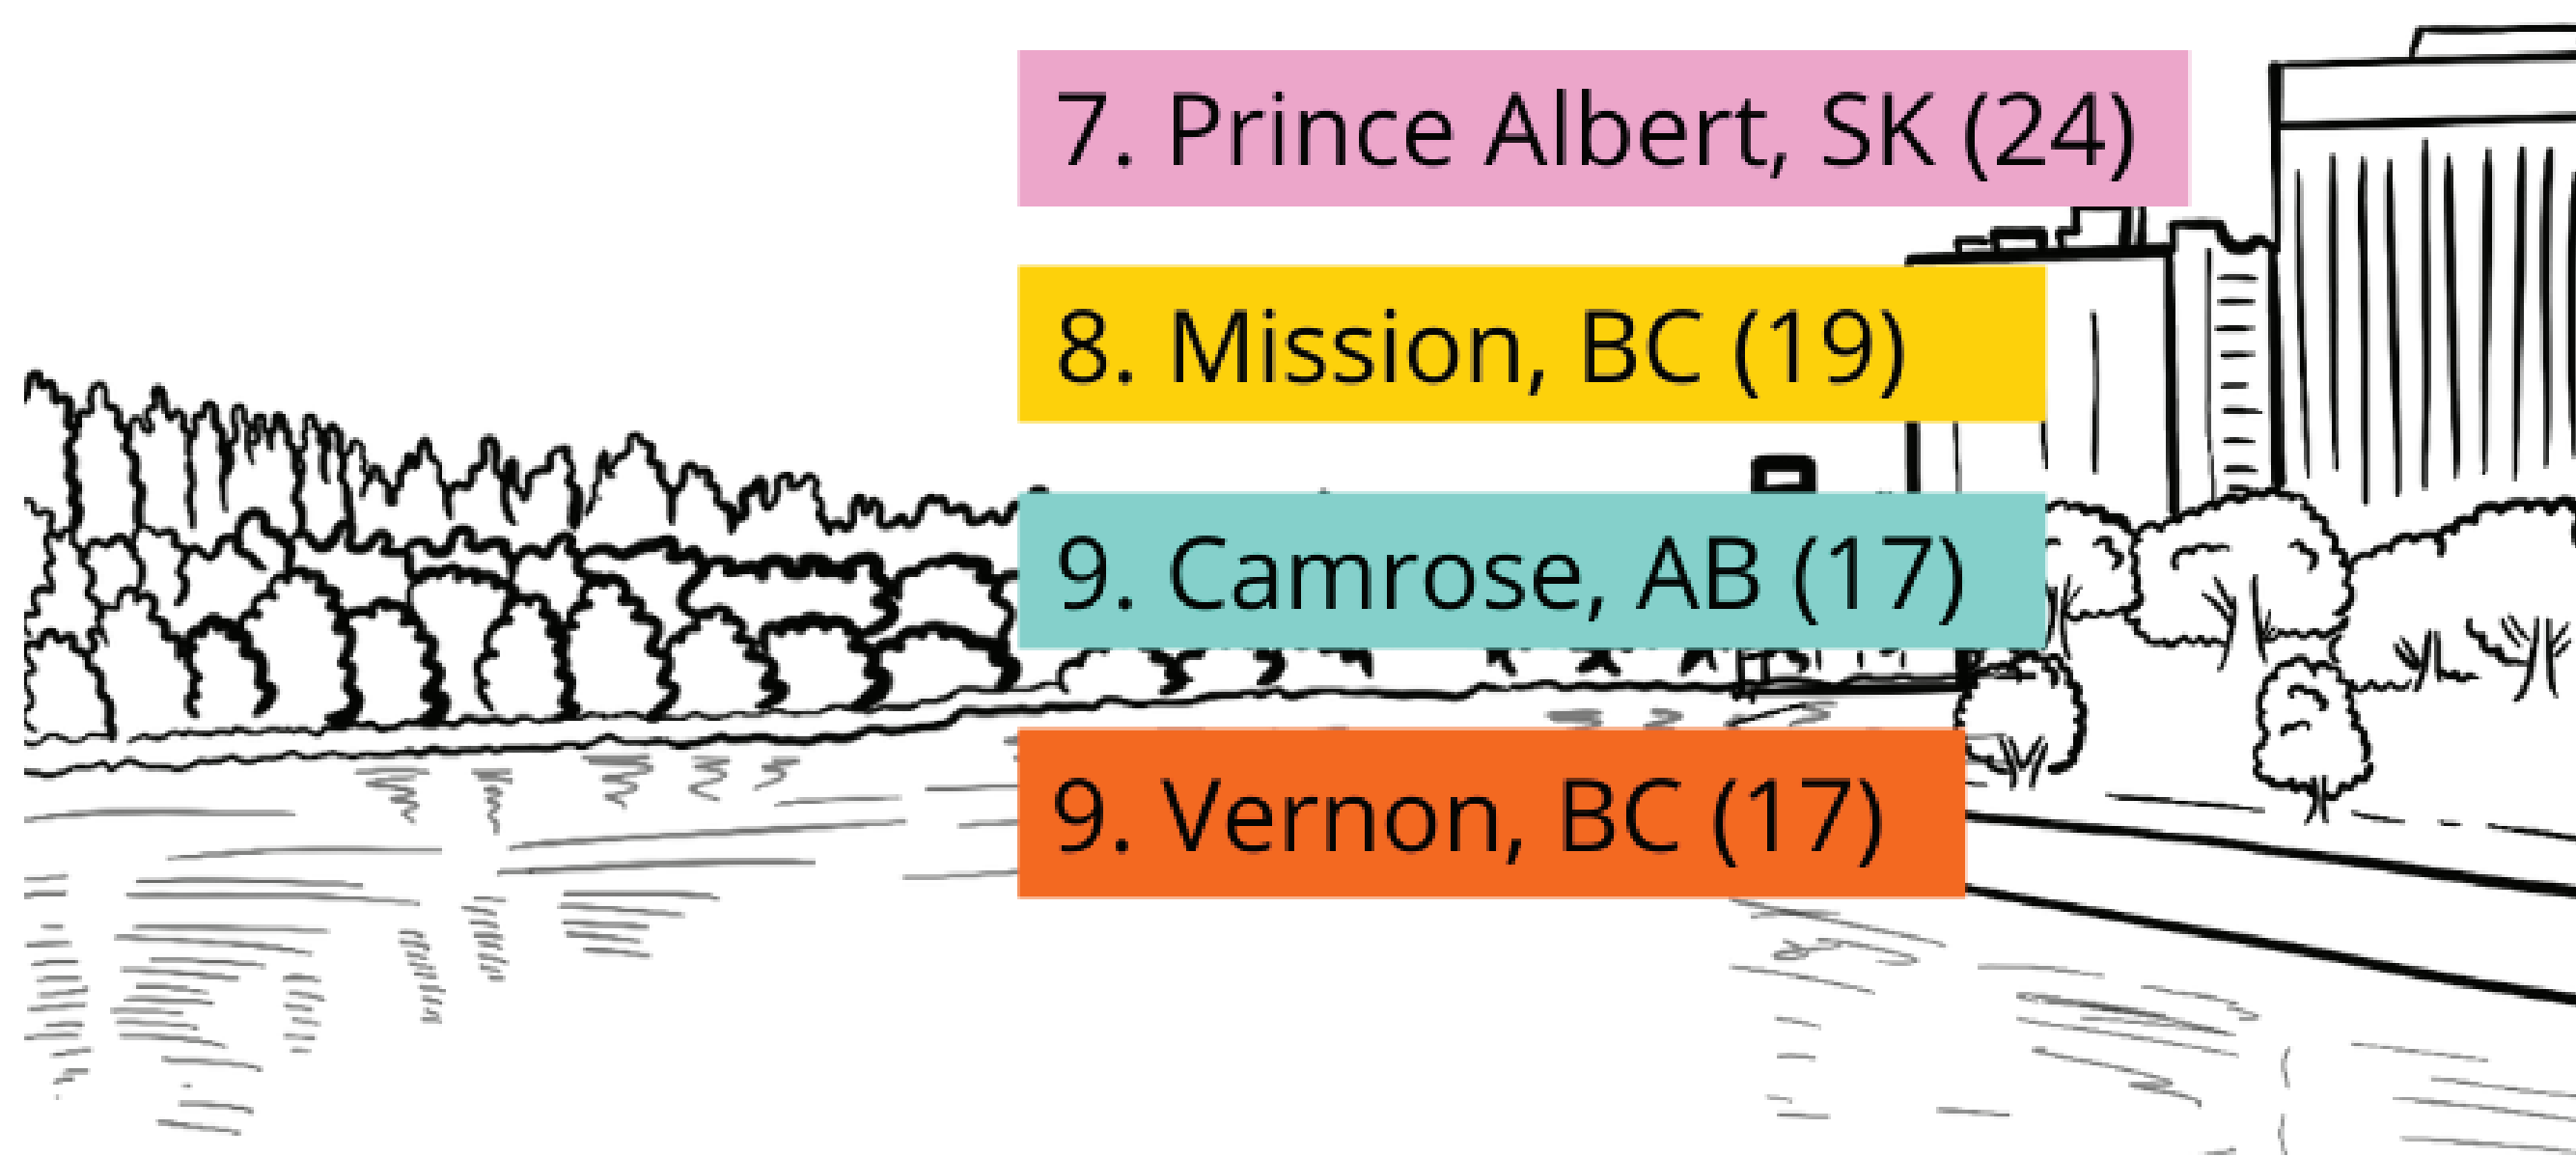 7. Prince Albert, SK (24)
8. Mission, BC (19)
9. Camrose, AB (17)
9. Vernon, BC (17)